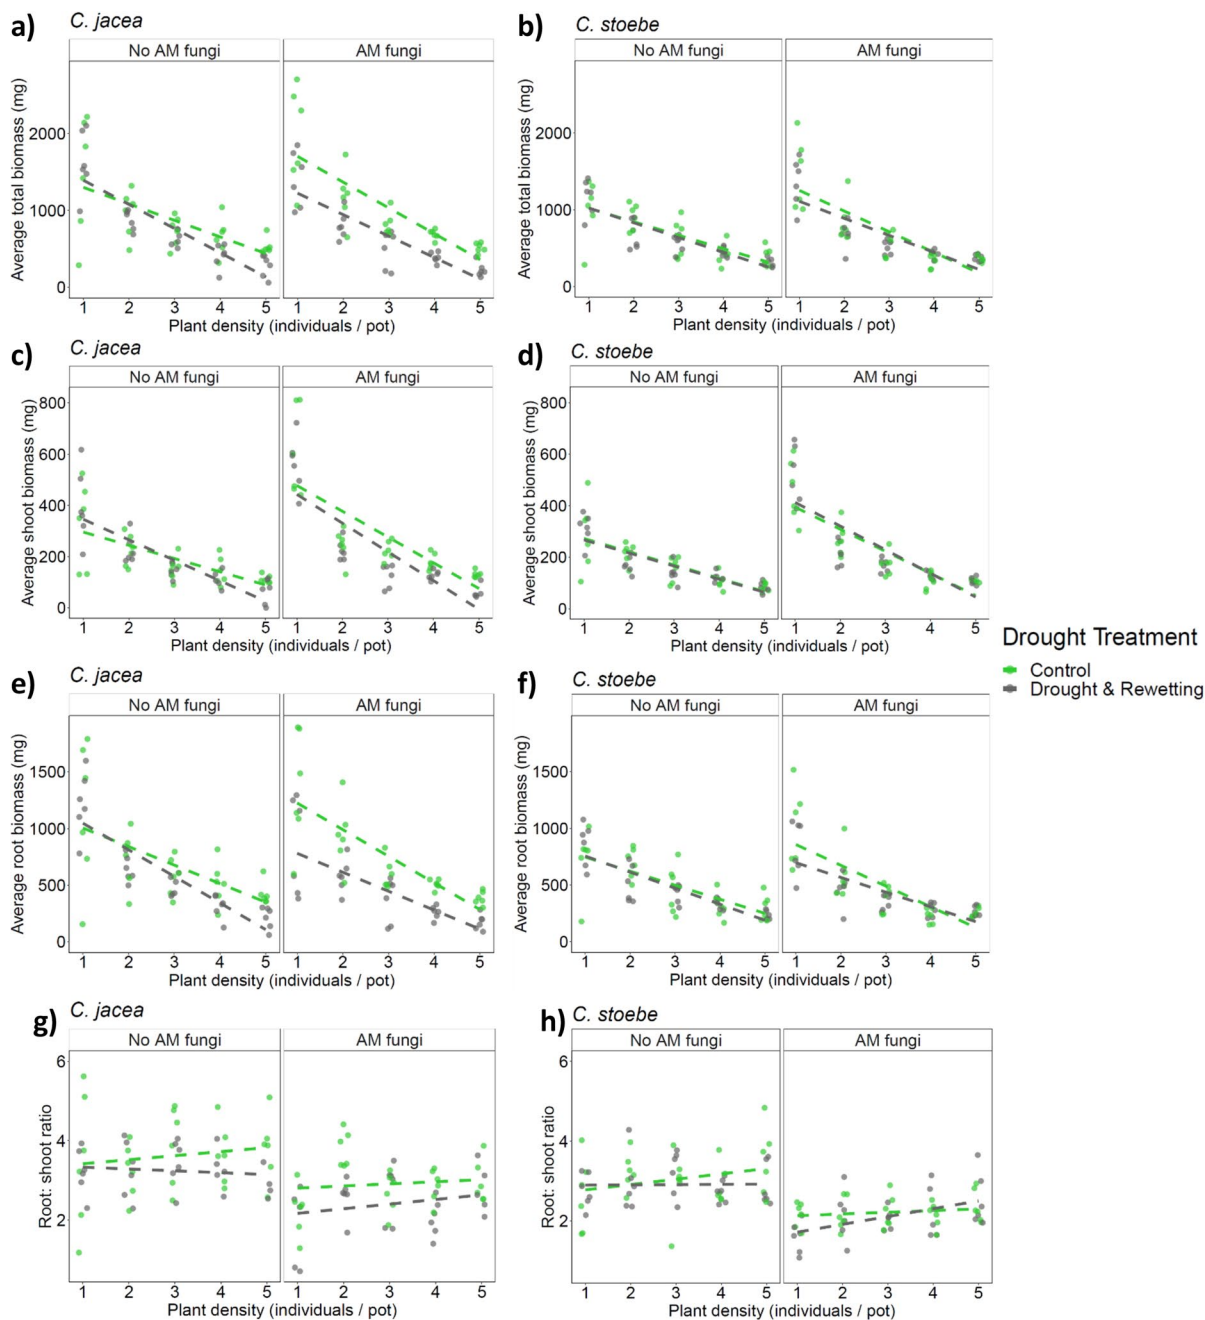 a) C. jacea
No AM fungi AM fungi
Average total biomass (mg)
2000
1000
0
1 2 3 4 5 1 2 3 4 5
Plant density (individuals / pot)
b) C. stoebe
No AM fungi AM fungi
Average total biomass (mg)
2000
1000
0
1 2 3 4 5 1 2 3 4 5
Plant density (individuals / pot)
c) C. jacea
No AM fungi AM fungi
Average shoot biomass (mg)
800
600
400
200
0
1 2 3 4 5 1 2 3 4 5
Plant density (individuals / pot)
d) C. stoebe
No AM fungi AM fungi
Average shoot biomass (mg)
800
600
400
200
0
1 2 3 4 5 1 2 3 4 5
Plant density (individuals / pot)
Drought Treatment
Control
Drought & Rewetting
e) C. jacea
No AM fungi AM fungi
Average root biomass (mg)
1500
1000
500
0
1 2 3 4 5 1 2 3 4 5
Plant density (individuals / pot)
f) C. stoebe
No AM fungi AM fungi
Average root biomass (mg)
1500
1000
500
0
1 2 3 4 5 1 2 3 4 5
Plant density (individuals / pot)
g) C. jacea
No AM fungi AM fungi
Root: shoot ratio
6
4
2
1 2 3 4 5 1 2 3 4 5
Plant density (individuals / pot)
h) C. stoebe
No AM fungi AM fungi
Root: shoot ratio
6
4
2
1 2 3 4 5 1 2 3 4 5
Plant density (individuals / pot)